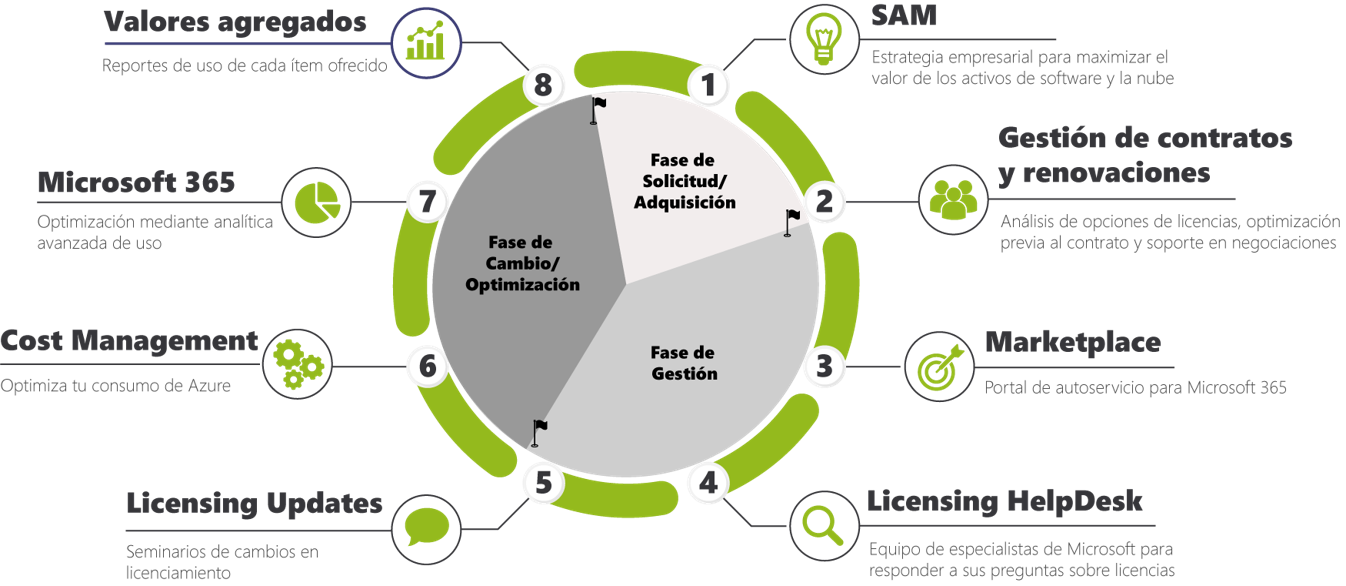 Valores agregados
Reportes de uso de cada ítem ofrecido
SAM
Estrategia empresarial para maximizar el
valor de los activos de software y la nube
8
1
Gestión de contratos
y renovaciones
Análisis de opciones de licencias, optimización
previa al contrato y soporte en negociaciones
Microsoft 365
Optimización mediante analítica
avanzada de uso
7
2
Fase de
Solicitud/
Adquisición
Fase de
Cambio/
Optimización
Fase de
Gestión
Cost Management
Optimiza tu consumo de Azure
6
3
Marketplace
Portal de autoservicio para Microsoft 365
5
4
Licensing Updates
Seminarios de cambios en
licenciamiento
Licensing HelpDesk
Equipo de especialistas de Microsoft para
responder a sus preguntas sobre licencias